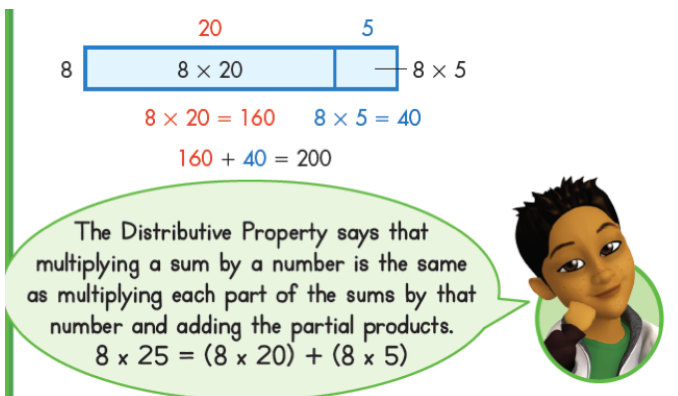 20 5
8 8 × 20 8 × 5
8 × 20 = 160 8 × 5 = 40
160 + 40 = 200
The Distributive Property says that
multiplying a sum by a number is the same
as multiplying each part of the sums by that
number and adding the partial products.
8 x 25 = (8 x 20) + (8 x 5)